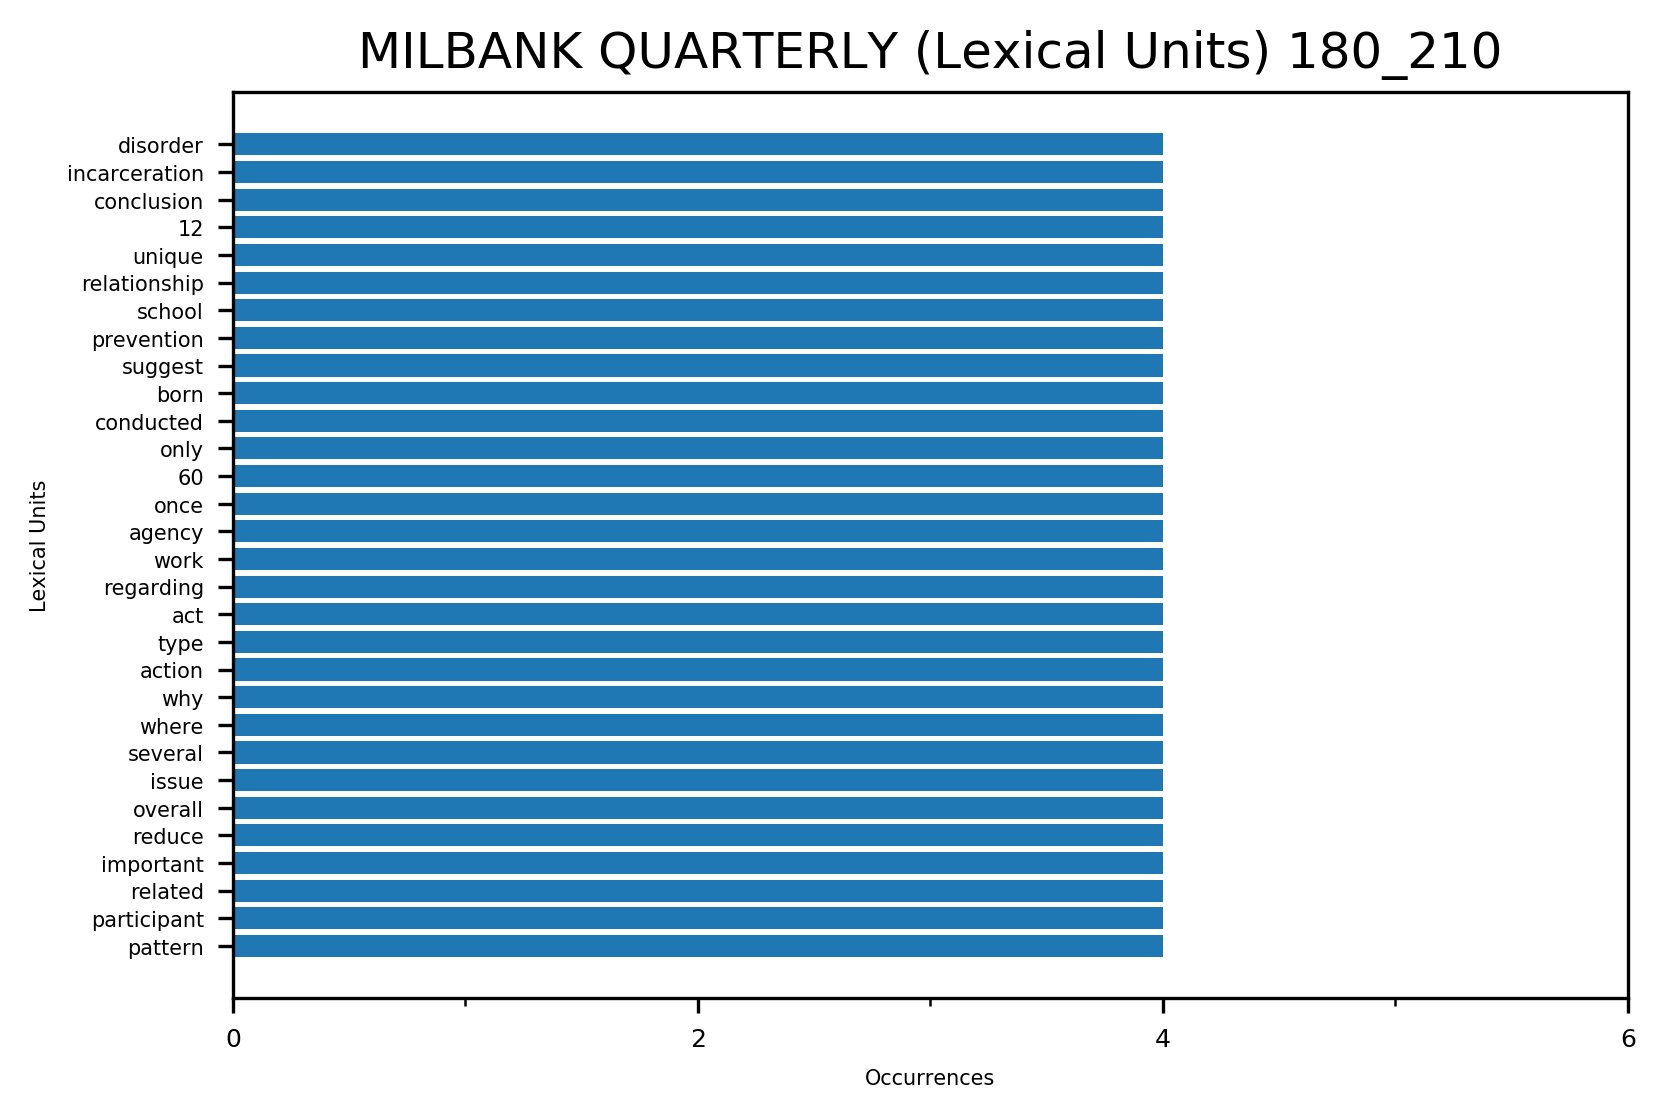 MILBANK QUARTERLY (Lexical Units) 180_210
disorder
incarceration
conclusion
12
unique
relationship
school
prevention
suggest
born
conducted
only
60
once
agency
work
regarding
act
type
action
why
where
several
issue
overall
reduce
important
related
participant
pattern
Lexical Units
0 2 4 6
Occurrences